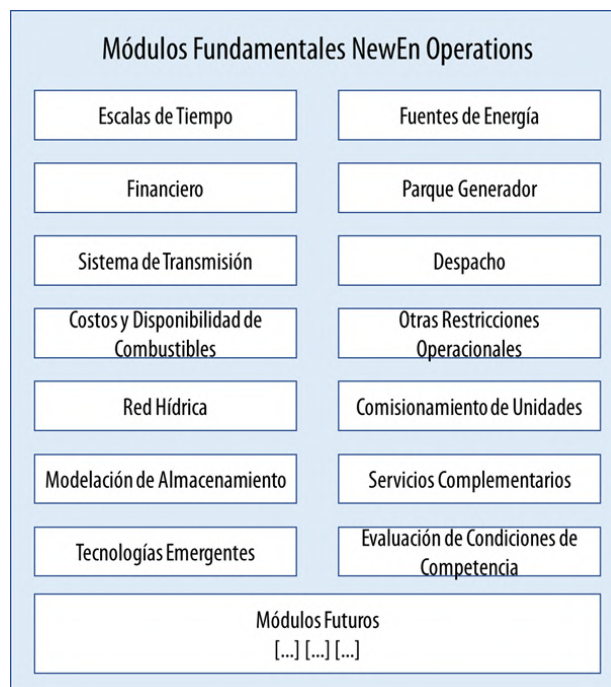 Módulos Fundamentales NewEn Operations
Escalas de Tiempo
Fuentes de Energía
Financiero
Parque Generador
Sistema de Transmisión
Despacho
Costos y Disponibilidad de
Combustibles
Otras Restricciones
Operacionales
Red Hídrica
Comisionamiento de Unidades
Modelación de Almacenamiento
Servicios Complementarios
Tecnologías Emergentes
Evaluación de Condiciones de
Competencia
Módulos Futuros
[...] [...] [...]